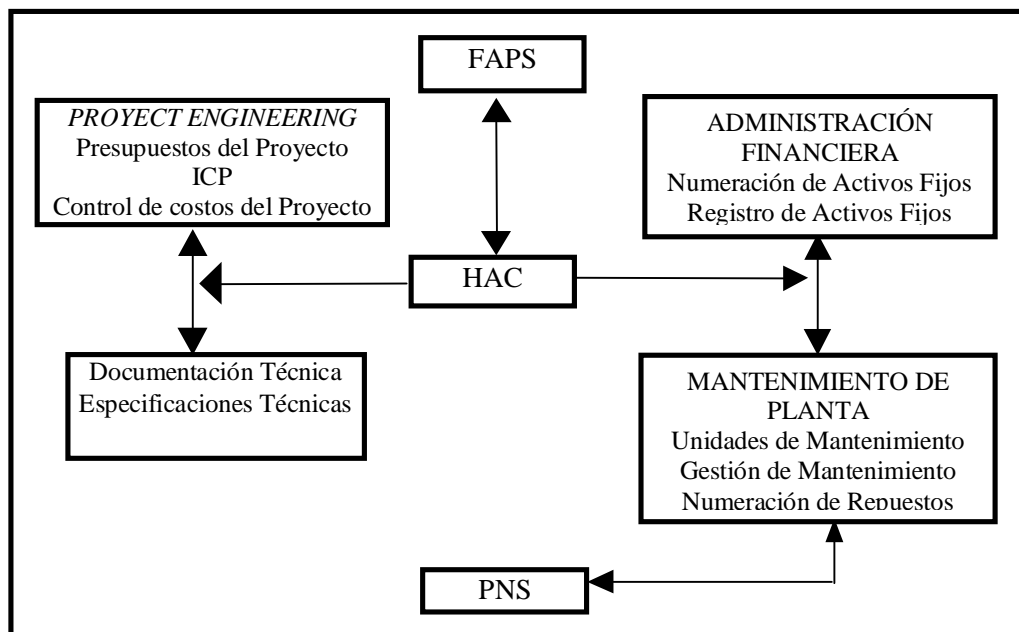 FAPS
PROYECT ENGINEERING
Presupuestos del Proyecto
ICP
Control de costos del Proyecto
ADMINISTRACIÓN
FINANCIERA
Numeración de Activos Fijos
Registro de Activos Fijos
HAC
Documentación Técnica
Especificaciones Técnicas
MANTENIMIENTO DE
PLANTA
Unidades de Mantenimiento
Gestión de Mantenimiento
Numeración de Repuestos
PNS